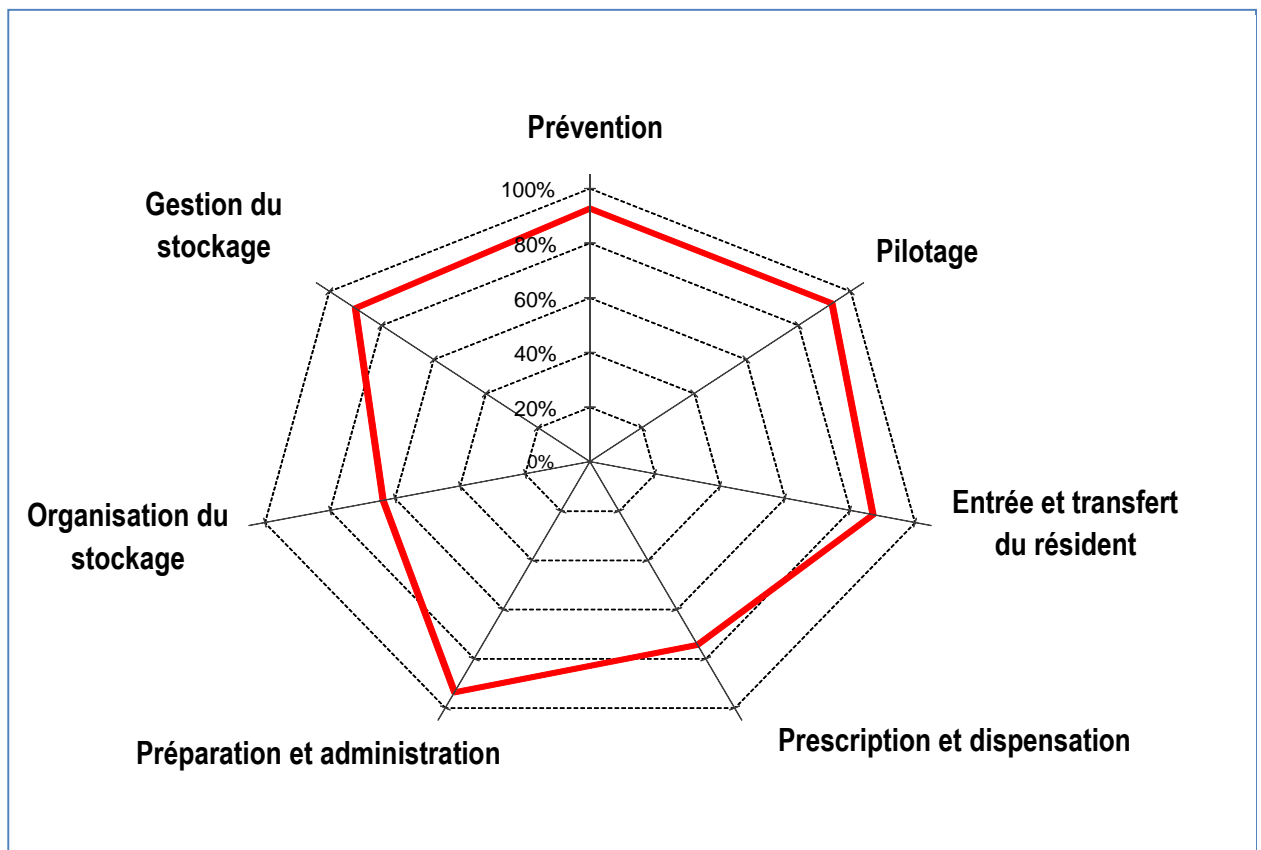 Prévention
Gestion du
stockage
Pilotage
100%
80%
60%
40%
20%
0%
Organisation du
stockage
Entrée et transfert
du résident
Préparation et administration
Prescription et dispensation